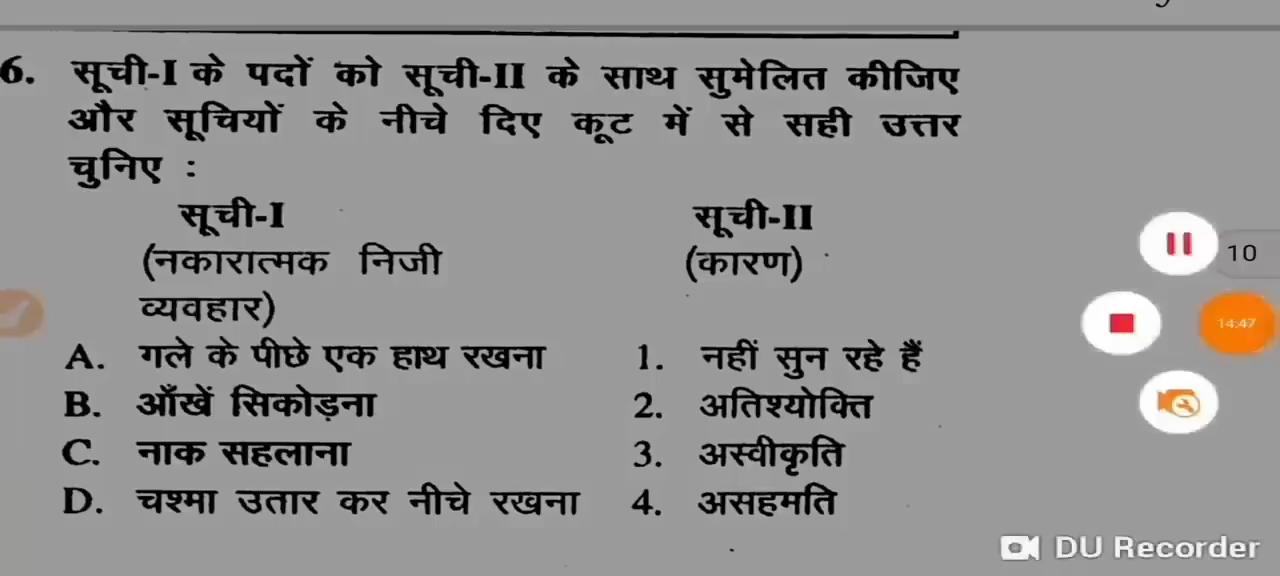 6. सूची-I के पदों को सूची-II के साथ सुमेलित कीजिए
और सूचियों के नीचे दिए कूट में से सही उत्तर
चुनिए :
सूची-I सूची-II
(नकारात्मक निजी (कारण)
व्यवहार)
A. गले के पीछे एक हाथ रखना 1. नहीं सुन रहे हैं
B. आँखें सिकोड़ना 2. अतिश्योक्ति
C. नाक सहलाना 3. अस्वीकृति
D. चश्मा उतार कर नीचे रखना 4. असहमति
10
14:47
DU Recorder